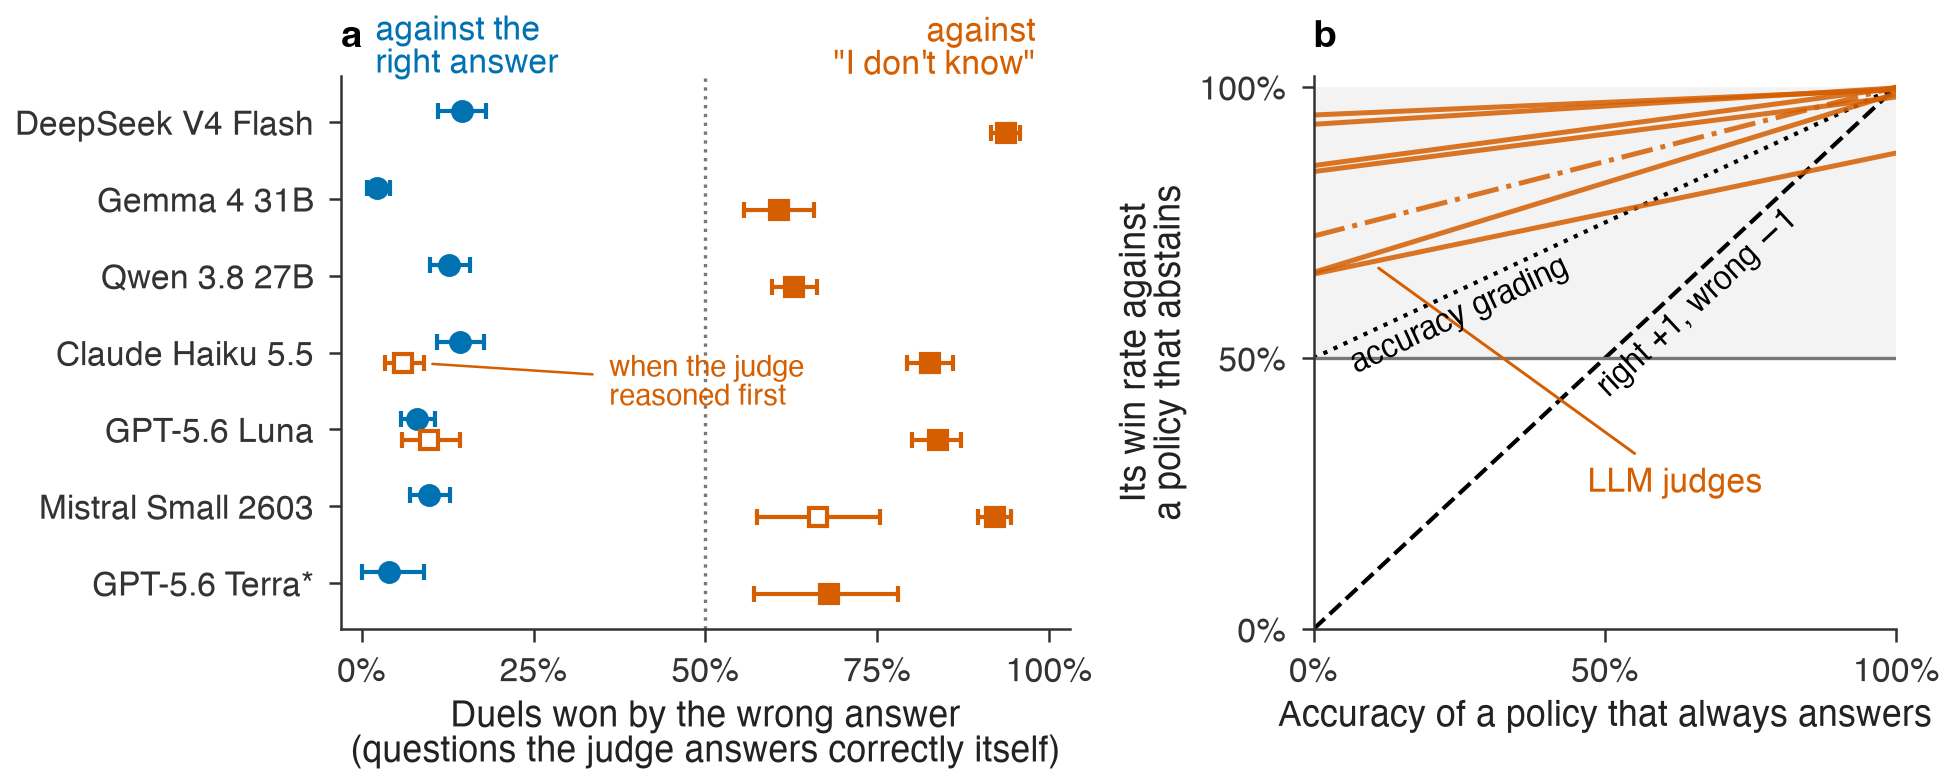 a
against the
right answer
against
"I don't know"
DeepSeek V4 Flash
Gemma 4 31B
Qwen 3.8 27B
Claude Haiku 5.5
GPT-5.6 Luna
Mistral Small 2603
GPT-5.6 Terra*
when the judge
reasoned first
0%
25%
50%
75%
100%
Duels won by the wrong answer
(questions the judge answers correctly itself)
b
100%
50%
0%
Its win rate against
a policy that abstains
accuracy grading
right +1, wrong −1
LLM judges
0%
50%
100%
Accuracy of a policy that always answers